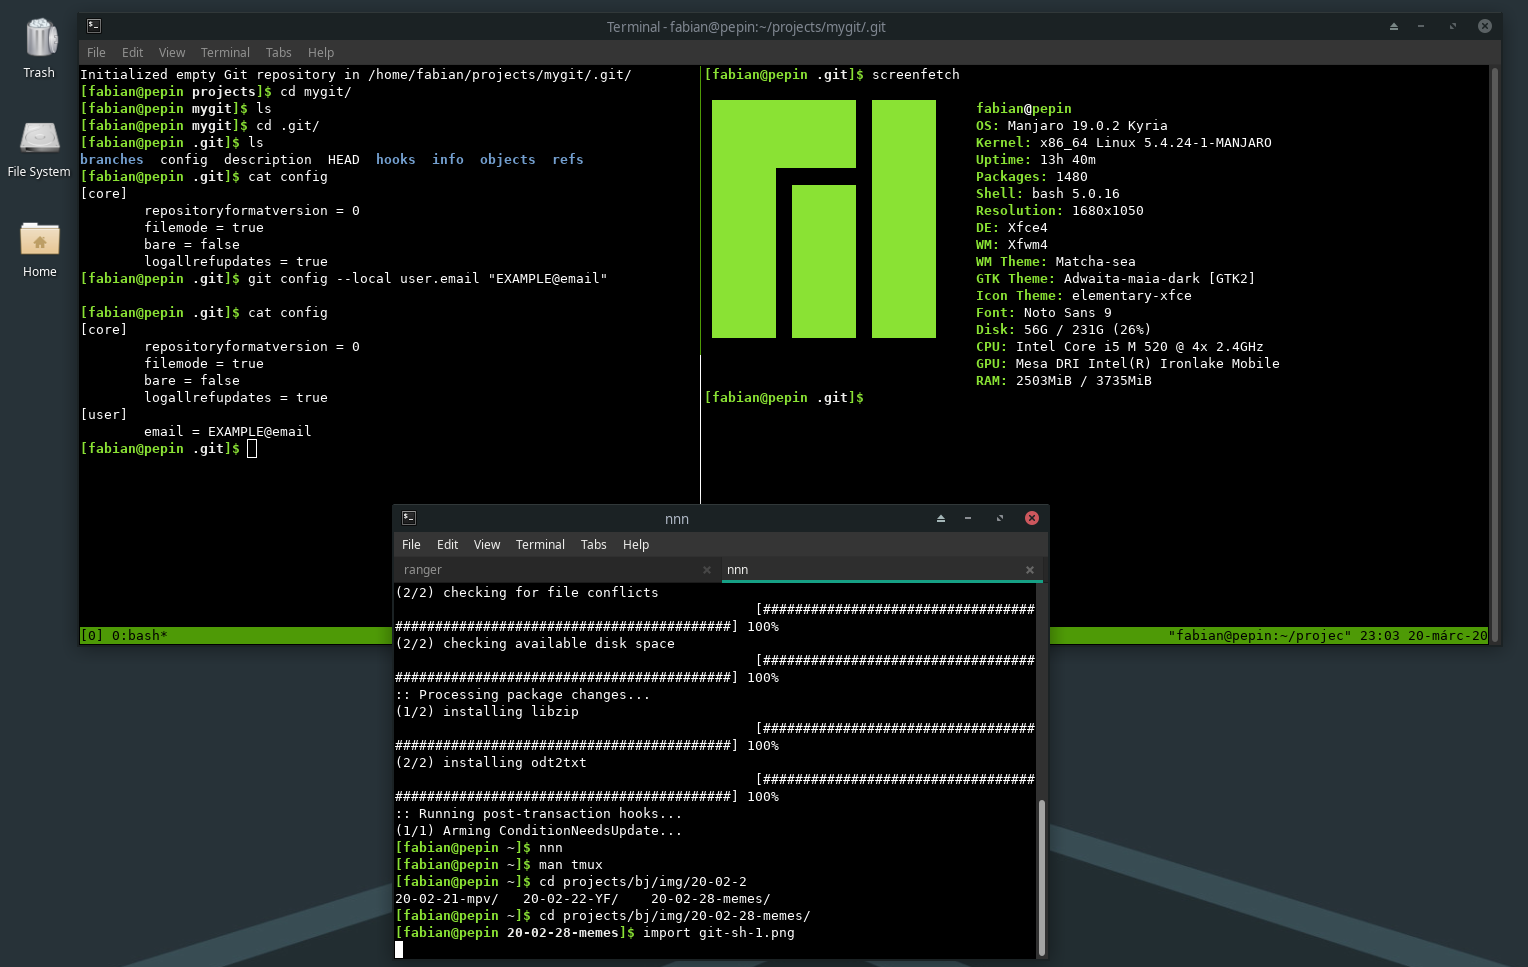 Trash
File System
Home
Terminal - fabian@pepin:~/projects/mygit/.git
File Edit View Terminal Tabs Help
Initialized empty Git repository in /home/fabian/projects/mygit/.git/
[fabian@pepin projects]$ cd mygit/
[fabian@pepin mygit]$ ls
[fabian@pepin mygit]$ cd .git/
[fabian@pepin .git]$ ls
branches  config  description  HEAD  hooks  info  objects  refs
[fabian@pepin .git]$ cat config
[core]
        repositoryformatversion = 0
        filemode = true
        bare = false
        logallrefupdates = true
[fabian@pepin .git]$ git config --local user.email "EXAMPLE@email"
[fabian@pepin .git]$ cat config
[core]
        repositoryformatversion = 0
        filemode = true
        bare = false
        logallrefupdates = true
[user]
        email = EXAMPLE@email
[fabian@pepin .git]$
[fabian@pepin .git]$ screenfetch
fabian@pepin
OS: Manjaro 19.0.2 Kyria
Kernel: x86_64 Linux 5.4.24-1-MANJARO
Uptime: 13h 40m
Packages: 1480
Shell: bash 5.0.16
Resolution: 1680x1050
DE: Xfce4
WM: Xfwm4
WM Theme: Matcha-sea
GTK Theme: Adwaita-maia-dark [GTK2]
Icon Theme: elementary-xfce
Font: Noto Sans 9
Disk: 56G / 231G (26%)
CPU: Intel Core i5 M 520 @ 4x 2.4GHz
GPU: Mesa DRI Intel(R) Ironlake Mobile
RAM: 2503MiB / 3735MiB
[fabian@pepin .git]$
[0] 0:bash*
"fabian@pepin:~/projec" 23:03 20-márc-20
nnn
File Edit View Terminal Tabs Help
ranger
nnn
(2/2) checking for file conflicts
[##################################
##########################################] 100%
(2/2) checking available disk space
[##################################
##########################################] 100%
:: Processing package changes...
(1/2) installing libzip
[##################################
##########################################] 100%
(2/2) installing odt2txt
[##################################
##########################################] 100%
:: Running post-transaction hooks...
(1/1) Arming ConditionNeedsUpdate...
[fabian@pepin ~]$ nnn
[fabian@pepin ~]$ man tmux
[fabian@pepin ~]$ cd projects/bj/img/20-02-2
20-02-21-mpv/   20-02-22-YF/    20-02-28-memes/
[fabian@pepin ~]$ cd projects/bj/img/20-02-28-memes/
[fabian@pepin 20-02-28-memes]$ import git-sh-1.png